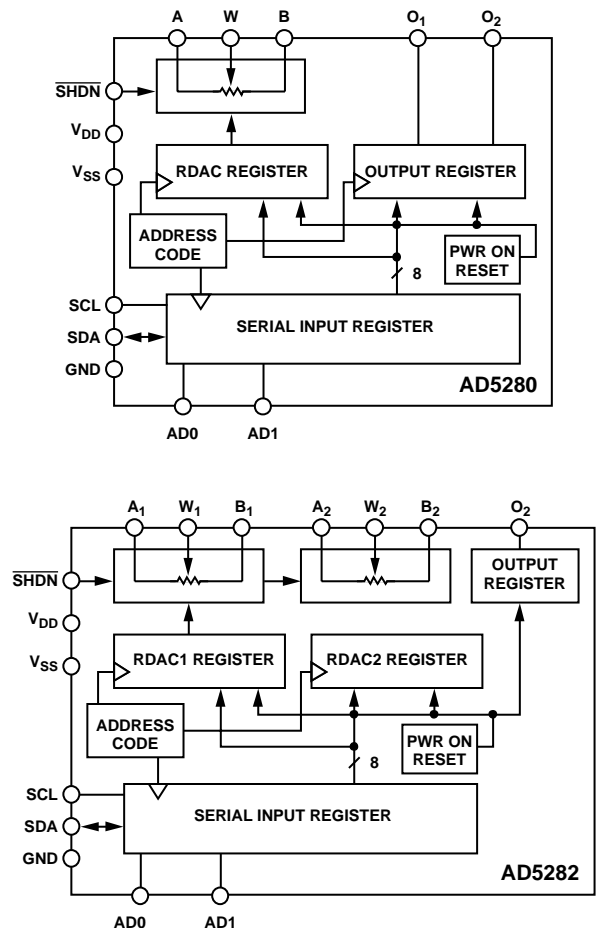 A W B O1 O2
SHDN
VDD
VSS
RDAC REGISTER
OUTPUT REGISTER
ADDRESS
CODE
PWR ON
RESET
8
SCL
SDA
GND
SERIAL INPUT REGISTER
AD5280
AD0 AD1
A1 W1 B1 A2 W2 B2 O2
SHDN
OUTPUT
REGISTER
VDD
VSS
RDAC1 REGISTER
RDAC2 REGISTER
ADDRESS
CODE
PWR ON
RESET
8
SCL
SDA
GND
SERIAL INPUT REGISTER
AD5282
AD0 AD1